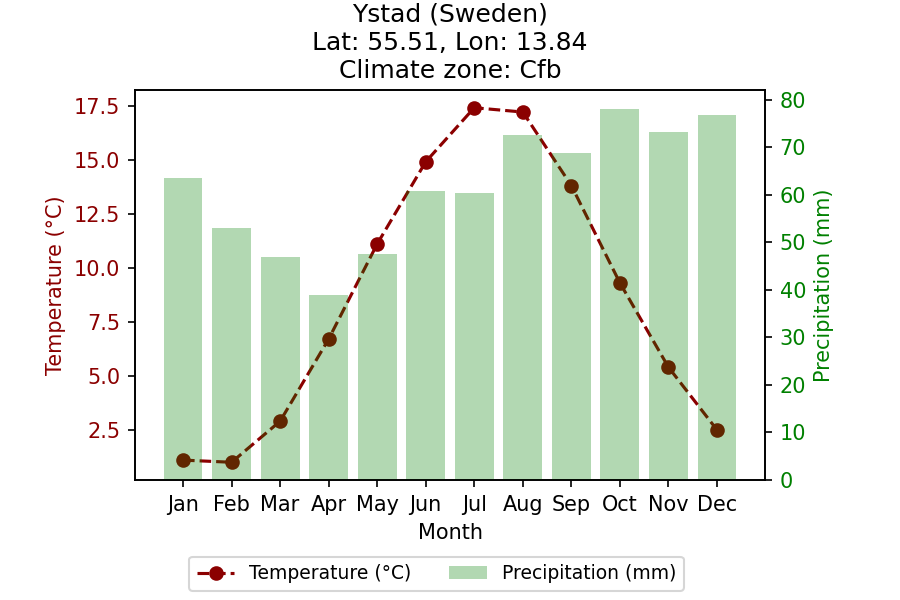 Ystad (Sweden)
Lat: 55.51, Lon: 13.84
Climate zone: Cfb
Temperature (°C)
17.5
15.0
12.5
10.0
7.5
5.0
2.5
80
70
60
50
40
30
20
10
0
Precipitation (mm)
Jan Feb Mar Apr May Jun Jul Aug Sep Oct Nov Dec
Month
Temperature (°C) Precipitation (mm)